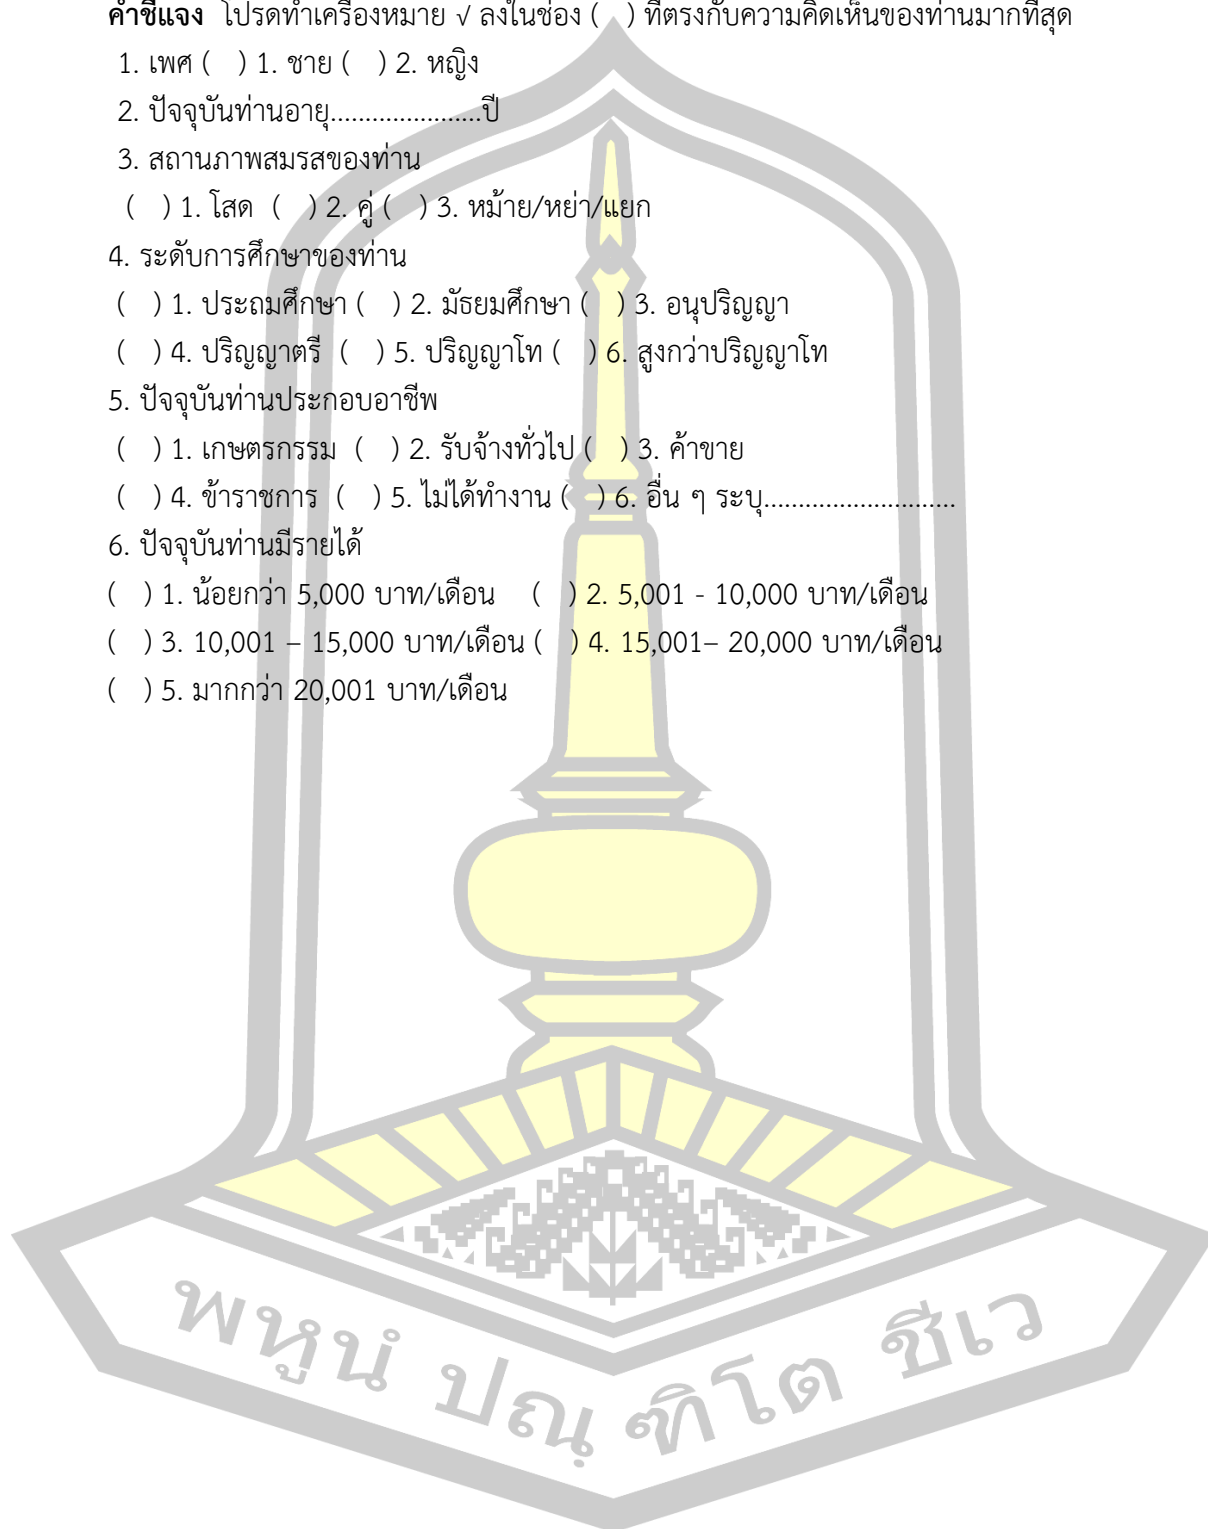 คำชี้แจง โปรดทำเครื่องหมาย √ ลงในช่อง (   ) ที่ตรงกับความคิดเห็นของท่านมากที่สุด
1. เพศ (   ) 1. ชาย (   ) 2. หญิง
2. ปัจจุบันท่านอายุ......................ปี
3. สถานภาพสมรสของท่าน
(   ) 1. โสด (   ) 2. คู่ (   ) 3. หม้าย/หย่า/แยก
4. ระดับการศึกษาของท่าน
(   ) 1. ประถมศึกษา (   ) 2. มัธยมศึกษา (   ) 3. อนุปริญญา
(   ) 4. ปริญญาตรี (   ) 5. ปริญญาโท (   ) 6. สูงกว่าปริญญาโท
5. ปัจจุบันท่านประกอบอาชีพ
(   ) 1. เกษตรกรรม (   ) 2. รับจ้างทั่วไป (   ) 3. ค้าขาย
(   ) 4. ข้าราชการ (   ) 5. ไม่ได้ทำงาน (   ) 6. อื่น ๆ ระบุ............................
6. ปัจจุบันท่านมีรายได้
(   ) 1. น้อยกว่า 5,000 บาท/เดือน (   ) 2. 5,001 - 10,000 บาท/เดือน
(   ) 3. 10,001 – 15,000 บาท/เดือน (   ) 4. 15,001– 20,000 บาท/เดือน
(   ) 5. มากกว่า 20,001 บาท/เดือน
พหูนํ ปณฺฑิโต ชีเว